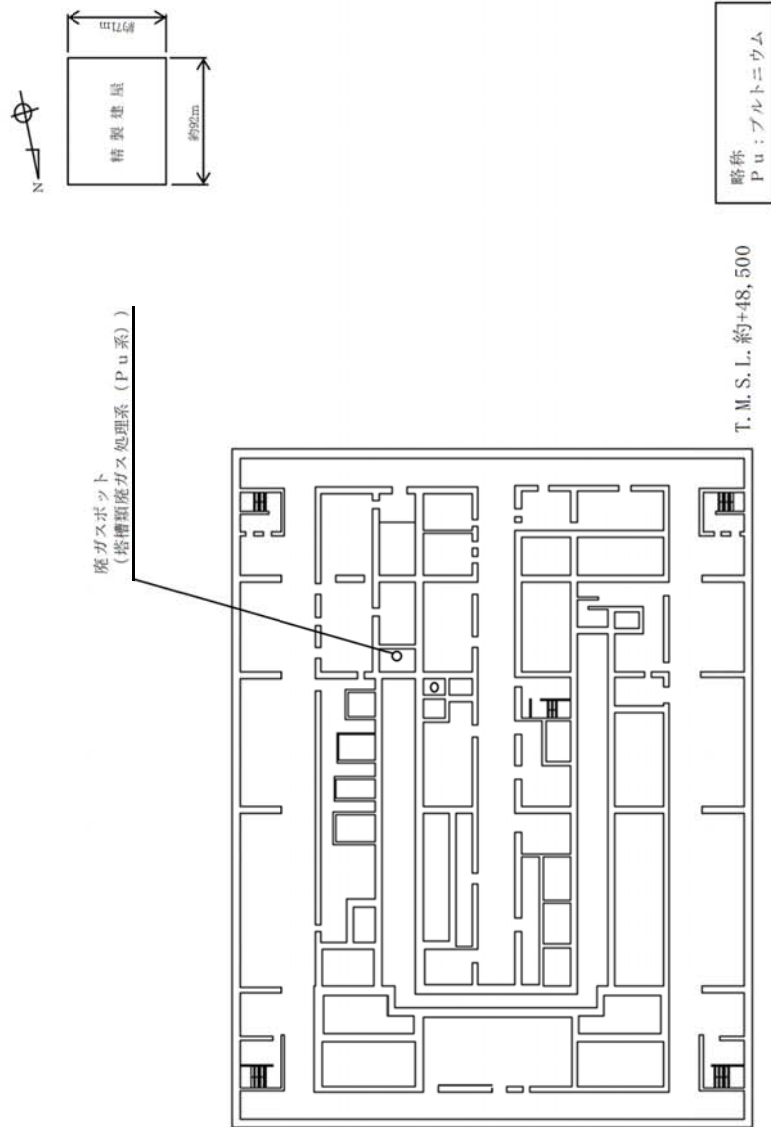 N
精製建屋
約71m
約92m
廃ガスポット
(塔槽類廃ガス処理系(Pu系))
T.M.S.L.約+48,500
略称
Pu:プルトニウム